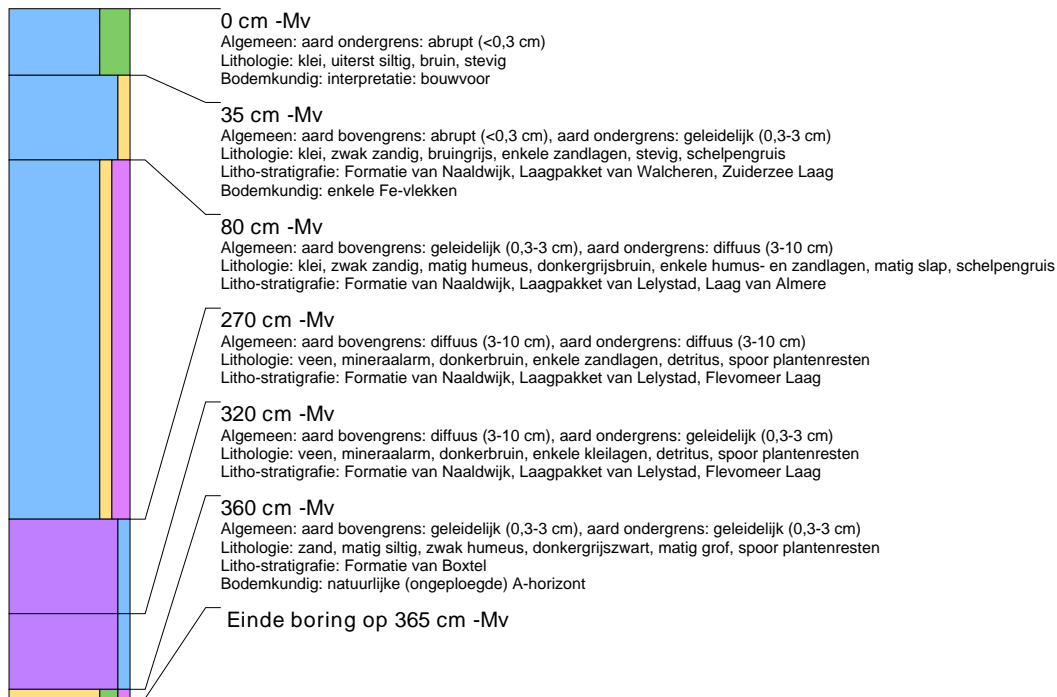 0 cm -Mv
Algemeen: aard ondergrens: abrupt (<0,3 cm)
Lithologie: klei, uiterst siltig, bruin, stevig
Bodemkundig: interpretatie: bouwvoor
35 cm -Mv
Algemeen: aard bovengrens: abrupt (<0,3 cm), aard ondergrens: geleidelijk (0,3-3 cm)
Lithologie: klei, zwak zandig, bruingrijs, enkele zandlagen, stevig, schelpengruis
Litho-stratigrafie: Formatie van Naaldwijk, Laagpakket van Walcheren, Zuiderzee Laag
Bodemkundig: enkele Fe-vlekken
80 cm -Mv
Algemeen: aard bovengrens: geleidelijk (0,3-3 cm), aard ondergrens: diffuus (3-10 cm)
Lithologie: klei, zwak zandig, matig humeus, donkergrijsbruin, enkele humus- en zandlagen, matig slap, schelpengruis
Litho-stratigrafie: Formatie van Naaldwijk, Laagpakket van Lelystad, Laag van Almere
270 cm -Mv
Algemeen: aard bovengrens: diffuus (3-10 cm), aard ondergrens: diffuus (3-10 cm)
Lithologie: veen, mineraalarm, donkerbruin, enkele zandlagen, detritus, spoor plantenresten
Litho-stratigrafie: Formatie van Naaldwijk, Laagpakket van Lelystad, Flevomeer Laag
320 cm -Mv
Algemeen: aard bovengrens: diffuus (3-10 cm), aard ondergrens: geleidelijk (0,3-3 cm)
Lithologie: veen, mineraalarm, donkerbruin, enkele kleilagen, detritus, spoor plantenresten
Litho-stratigrafie: Formatie van Naaldwijk, Laagpakket van Lelystad, Flevomeer Laag
360 cm -Mv
Algemeen: aard bovengrens: geleidelijk (0,3-3 cm), aard ondergrens: geleidelijk (0,3-3 cm)
Lithologie: zand, matig siltig, zwak humeus, donkergrijszwart, matig grof, spoor plantenresten
Litho-stratigrafie: Formatie van Boxtel
Bodemkundig: natuurlijke (ongeploegde) A-horizont
Einde boring op 365 cm -Mv